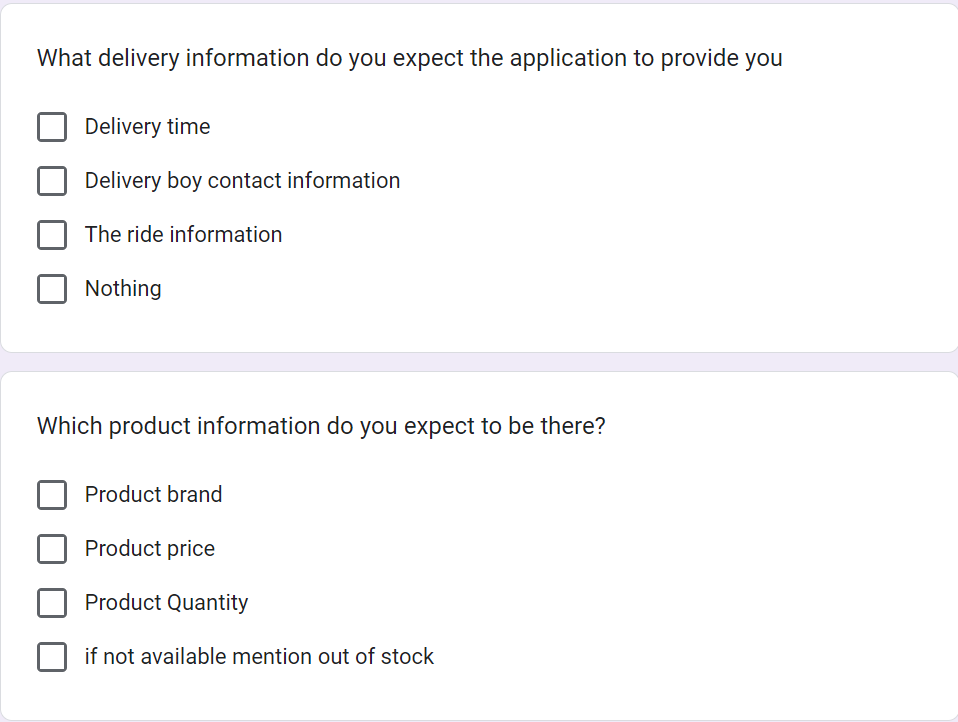 What delivery information do you expect the application to provide you
Delivery time
Delivery boy contact information
The ride information
Nothing
Which product information do you expect to be there?
Product brand
Product price
Product Quantity
if not available mention out of stock